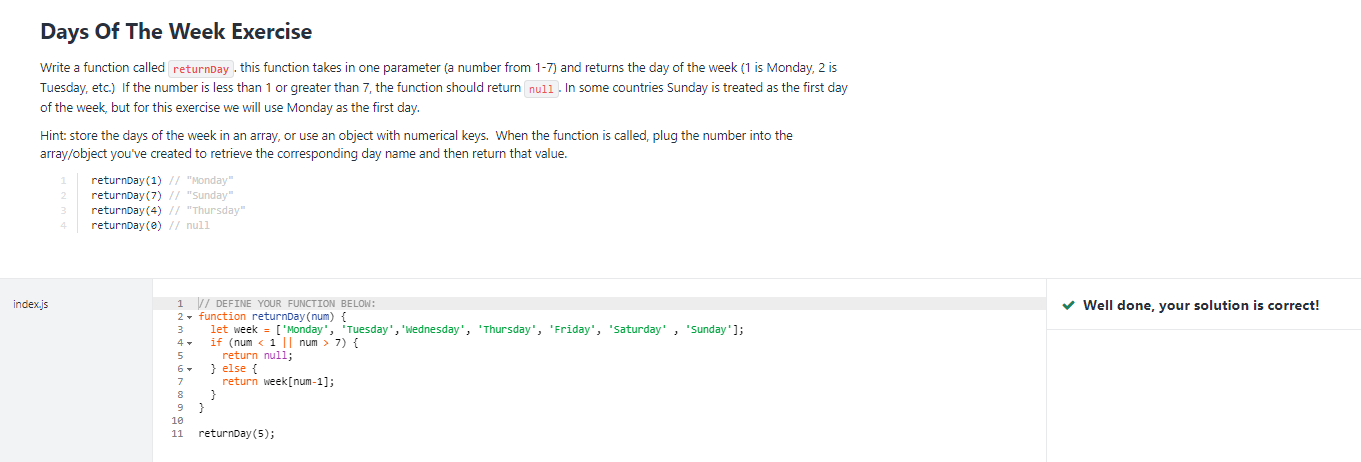 Days Of The Week Exercise
Write a function called returnDay. this function takes in one parameter (a number from 1-7) and returns the day of the week (1 is Monday, 2 is
Tuesday, etc.)  If the number is less than 1 or greater than 7, the function should return null. In some countries Sunday is treated as the first day
of the week, but for this exercise we will use Monday as the first day.
Hint: store the days of the week in an array, or use an object with numerical keys.  When the function is called, plug the number into the
array/object you've created to retrieve the corresponding day name and then return that value.
1 returnDay(1) // "Monday"
2 returnDay(7) // "Sunday"
3 returnDay(4) // "Thursday"
4 returnDay(0) // null
index.js
1 // DEFINE YOUR FUNCTION BELOW:
2 function returnDay(num) {
3   let week = ['Monday', 'Tuesday','Wednesday', 'Thursday', 'Friday', 'Saturday' , 'Sunday'];
4   if (num < 1 || num > 7) {
5     return null;
6   } else {
7     return week[num-1];
8   }
9 }
10
11 returnDay(5);
Well done, your solution is correct!